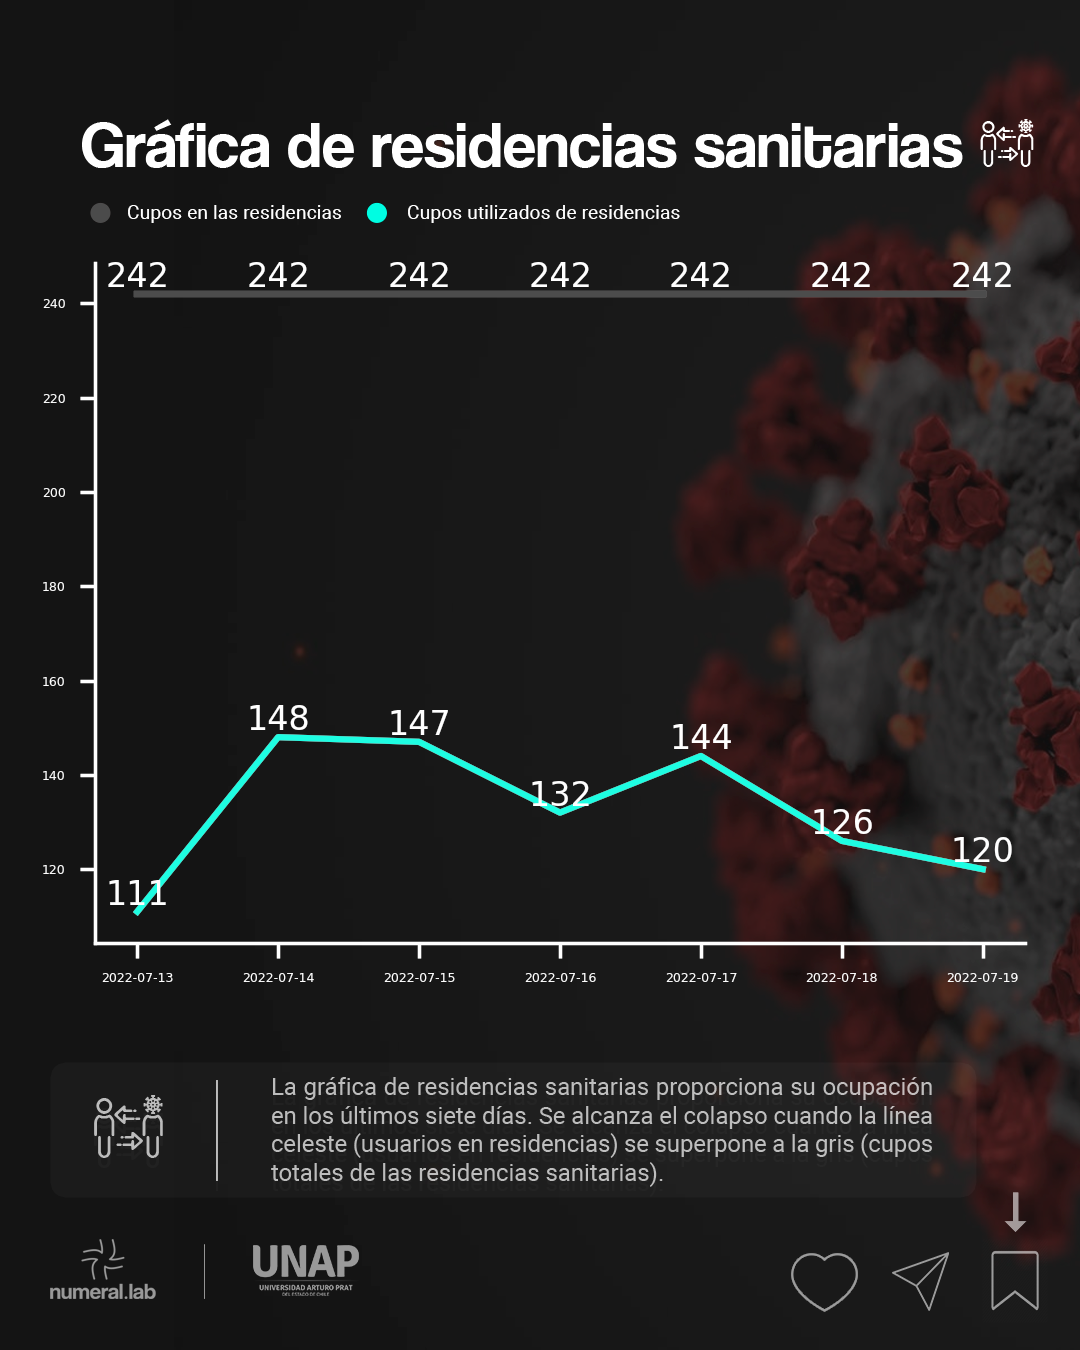 Gráfica de residencias sanitarias
Cupos en las residencias Cupos utilizados de residencias
242 242 242 242 242 242 242
240
220
200
180
160
148 147 144
140
132
126
120
120
111
2022-07-13 2022-07-14 2022-07-15 2022-07-16 2022-07-17 2022-07-18 2022-07-19
La gráfica de residencias sanitarias proporciona su ocupación
en los últimos siete días. Se alcanza el colapso cuando la línea
celeste (usuarios en residencias) se superpone a la gris (cupos
totales de las residencias sanitarias).
numeral.lab
UNAP
UNIVERSIDAD ARTURO PRAT
DEL ESTADO DE CHILE